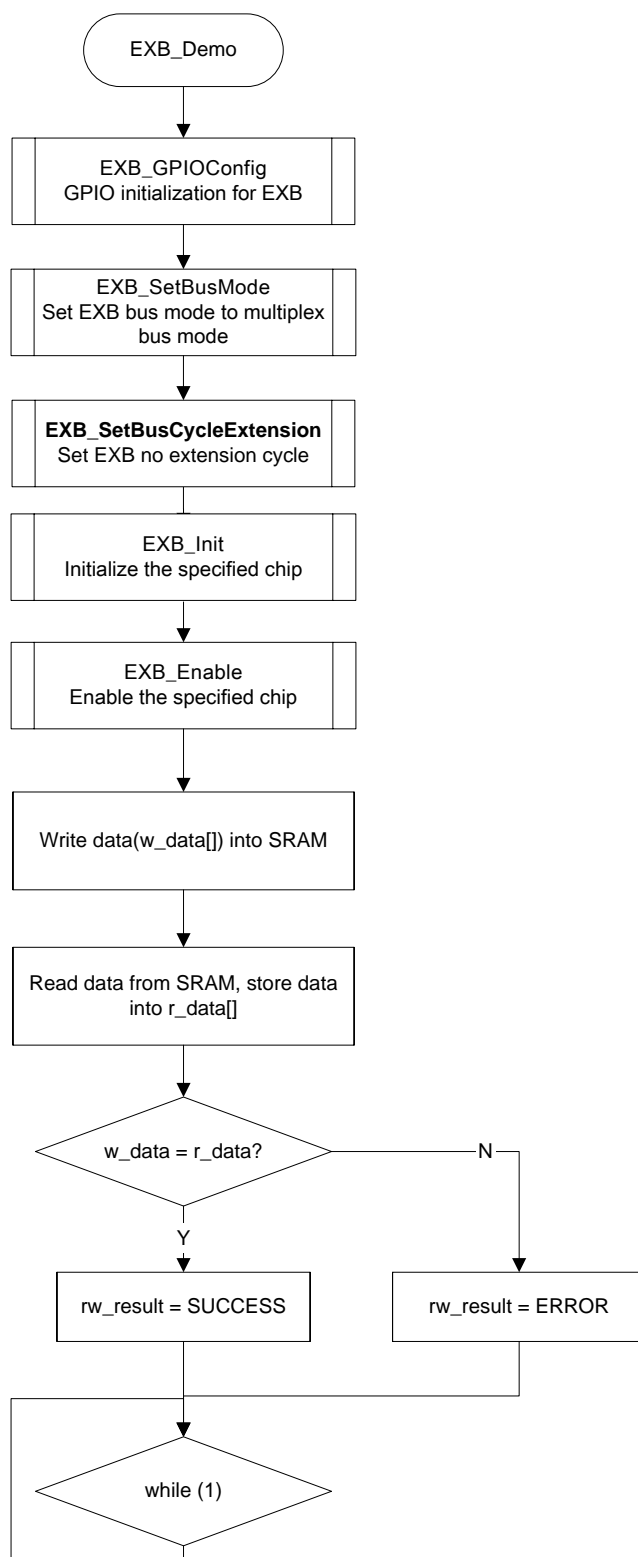 EXB_Demo
EXB_GPIOConfig
GPIO initialization for EXB
EXB_SetBusMode
Set EXB bus mode to multiplex
bus mode
EXB_SetBusCycleExtension
Set EXB no extension cycle
EXB_Init
Initialize the specified chip
EXB_Enable
Enable the specified chip
Write data(w_data[]) into SRAM
Read data from SRAM, store data
into r_data[]
w_data = r_data?
N
Y
rw_result = SUCCESS
rw_result = ERROR
while (1)